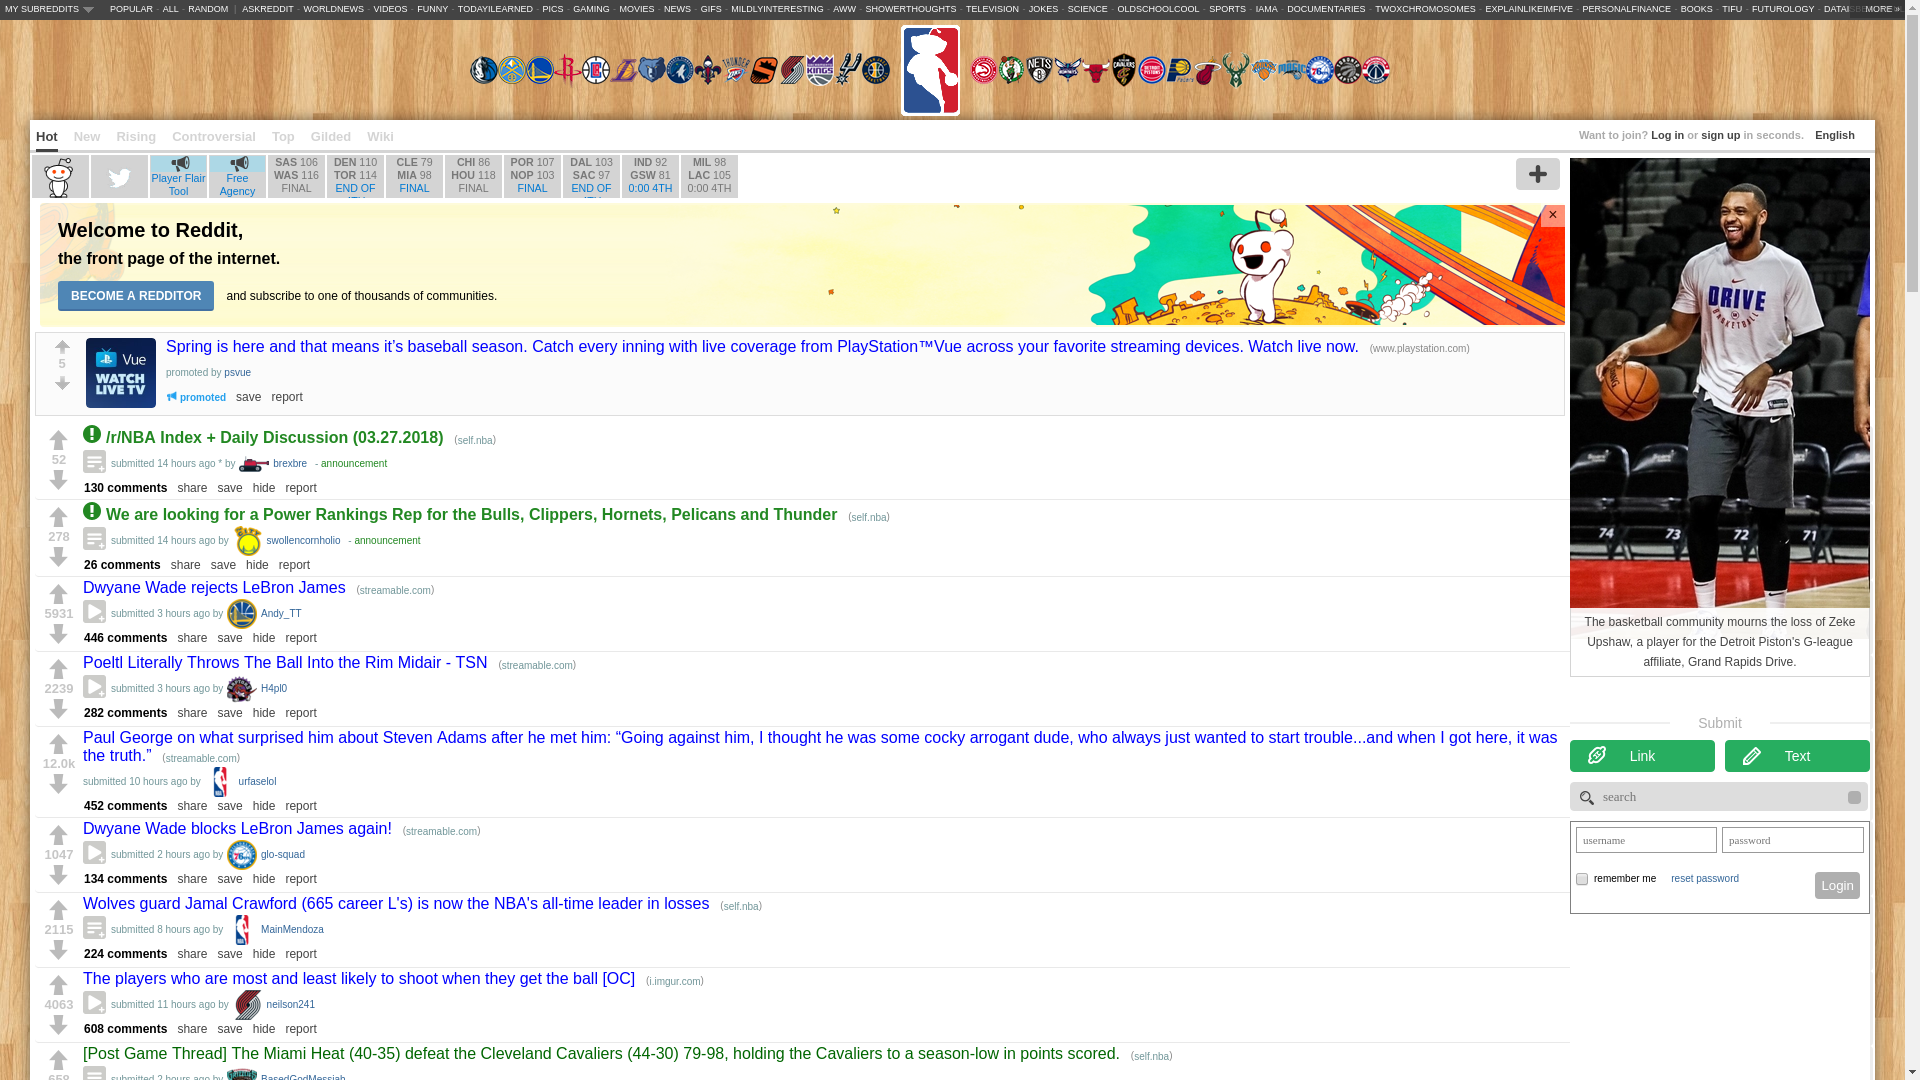 MY SUBREDDITS
POPULAR - ALL - RANDOM | ASKREDDIT - WORLDNEWS - VIDEOS - FUNNY - TODAYILEARNED - PICS - GAMING - MOVIES - NEWS - GIFS - MILDLYINTERESTING - AWW - SHOWERTHOUGHTS - TELEVISION - JOKES - SCIENCE - OLDSCHOOLCOOL - SPORTS - IAMA - DOCUMENTARIES - TWOXCHROMOSOMES - EXPLAINLIKEIMFIVE - PERSONALFINANCE - BOOKS - TIFU - FUTUROLOGY - MORE »
Hot New Rising Controversial Top Gilded Wiki
Want to join? Log in or sign up in seconds. English
Player Flair Tool
Free Agency
SAS 106
WAS 116
FINAL
DEN 110
TOR 114
END OF
CLE 79
MIA 98
FINAL
CHI 86
HOU 118
FINAL
POR 107
NOP 103
FINAL
DAL 103
SAC 97
END OF
IND 92
GSW 81
0:00 4TH
MIL 98
LAC 105
0:00 4TH
Welcome to Reddit,
the front page of the internet.
BECOME A REDDITOR and subscribe to one of thousands of communities.
×
5
Vue
WATCH
LIVE TV
Spring is here and that means it’s baseball season. Catch every inning with live coverage from PlayStation™Vue across your favorite streaming devices. Watch live now. (www.playstation.com)
promoted by psvue
promoted save report
52
/r/NBA Index + Daily Discussion (03.27.2018) (self.nba)
submitted 14 hours ago * by brexbre - announcement
130 comments share save hide report
278
We are looking for a Power Rankings Rep for the Bulls, Clippers, Hornets, Pelicans and Thunder (self.nba)
submitted 14 hours ago by swollencornholio - announcement
26 comments share save hide report
5931
Dwyane Wade rejects LeBron James (streamable.com)
submitted 3 hours ago by Andy_TT
446 comments share save hide report
2239
Poeltl Literally Throws The Ball Into the Rim Midair - TSN (streamable.com)
submitted 3 hours ago by H4pl0
282 comments share save hide report
12.0k
Paul George on what surprised him about Steven Adams after he met him: “Going against him, I thought he was some cocky arrogant dude, who always just wanted to start trouble...and when I got here, it was
the truth.” (streamable.com)
submitted 10 hours ago by urfaselol
452 comments share save hide report
1047
Dwyane Wade blocks LeBron James again! (streamable.com)
submitted 2 hours ago by glo-squad
134 comments share save hide report
2115
Wolves guard Jamal Crawford (665 career L's) is now the NBA's all-time leader in losses (self.nba)
submitted 8 hours ago by MainMendoza
224 comments share save hide report
4063
The players who are most and least likely to shoot when they get the ball [OC] (i.imgur.com)
submitted 11 hours ago by neilson241
608 comments share save hide report
658
[Post Game Thread] The Miami Heat (40-35) defeat the Cleveland Cavaliers (44-30) 79-98, holding the Cavaliers to a season-low in points scored. (self.nba)
submitted 2 hours ago by BasedGodMessiah
DRIVE
BASKETBALL
74 73 72 71
The basketball community mourns the loss of Zeke
Upshaw, a player for the Detroit Piston's G-league
affiliate, Grand Rapids Drive.
Submit
Link
Text
search
username
password
remember me reset password
Login